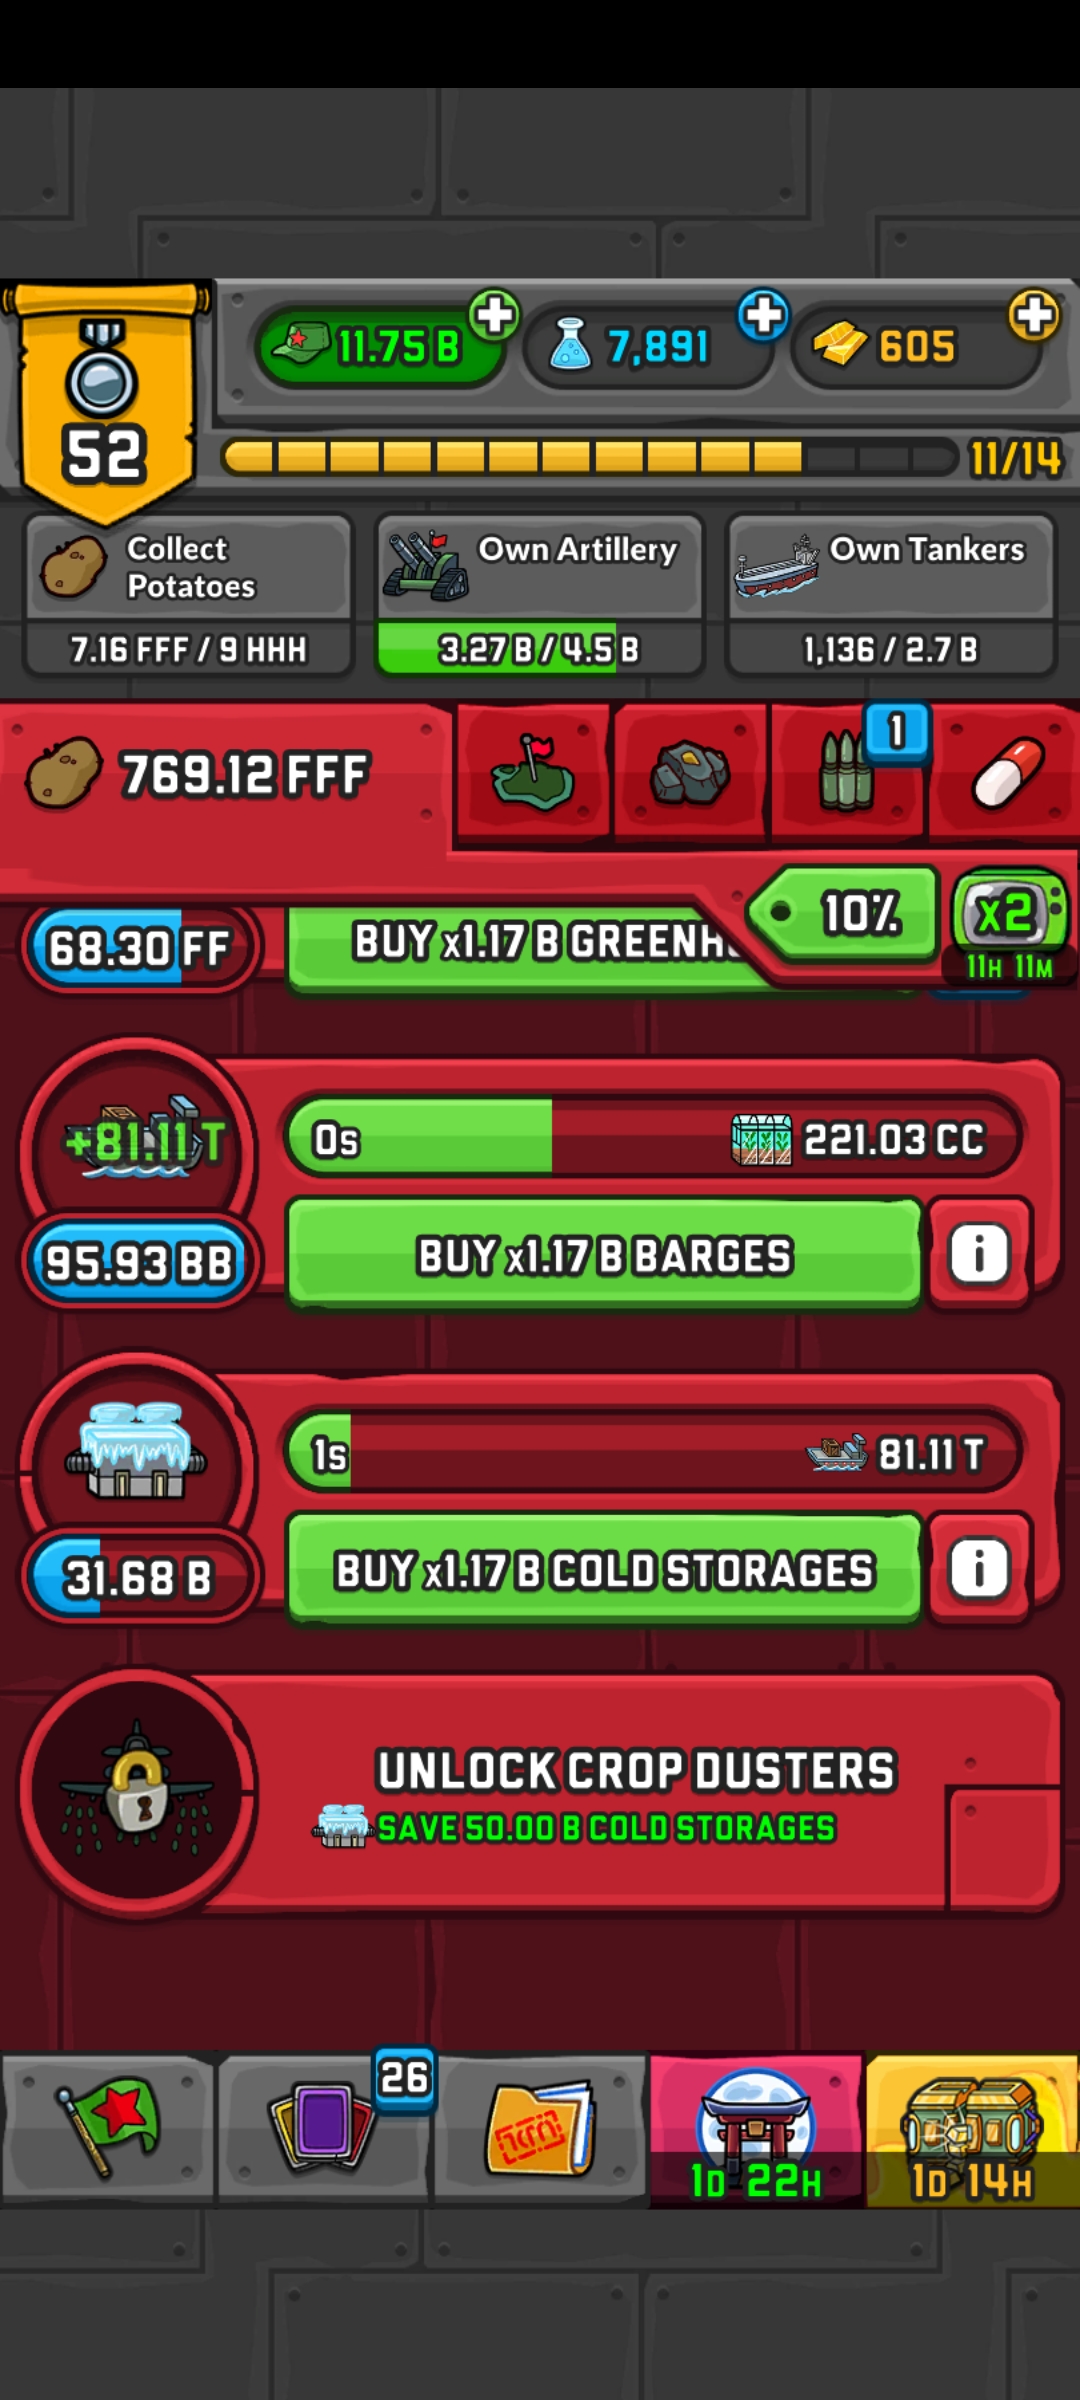 11.75 B
7,891
605
52
11/14
Collect
Potatoes
7.16 FFF / 9 HHH
Own Artillery
3.27 B / 4.5 B
Own Tankers
1,136 / 2.7 B
769.12 FFF
1
10%
x2
11H 11M
68.30 FF
BUY x1.17 B
+81.11 T
0s
221.03 CC
95.93 BB
BUY x1.17 B BARGES
i
1s
81.11 T
31.68 B
BUY x1.17 B COLD STORAGES
i
UNLOCK CROP DUSTERS
SAVE 50.00 B COLD STORAGES
26
1D 22H
1D 14H